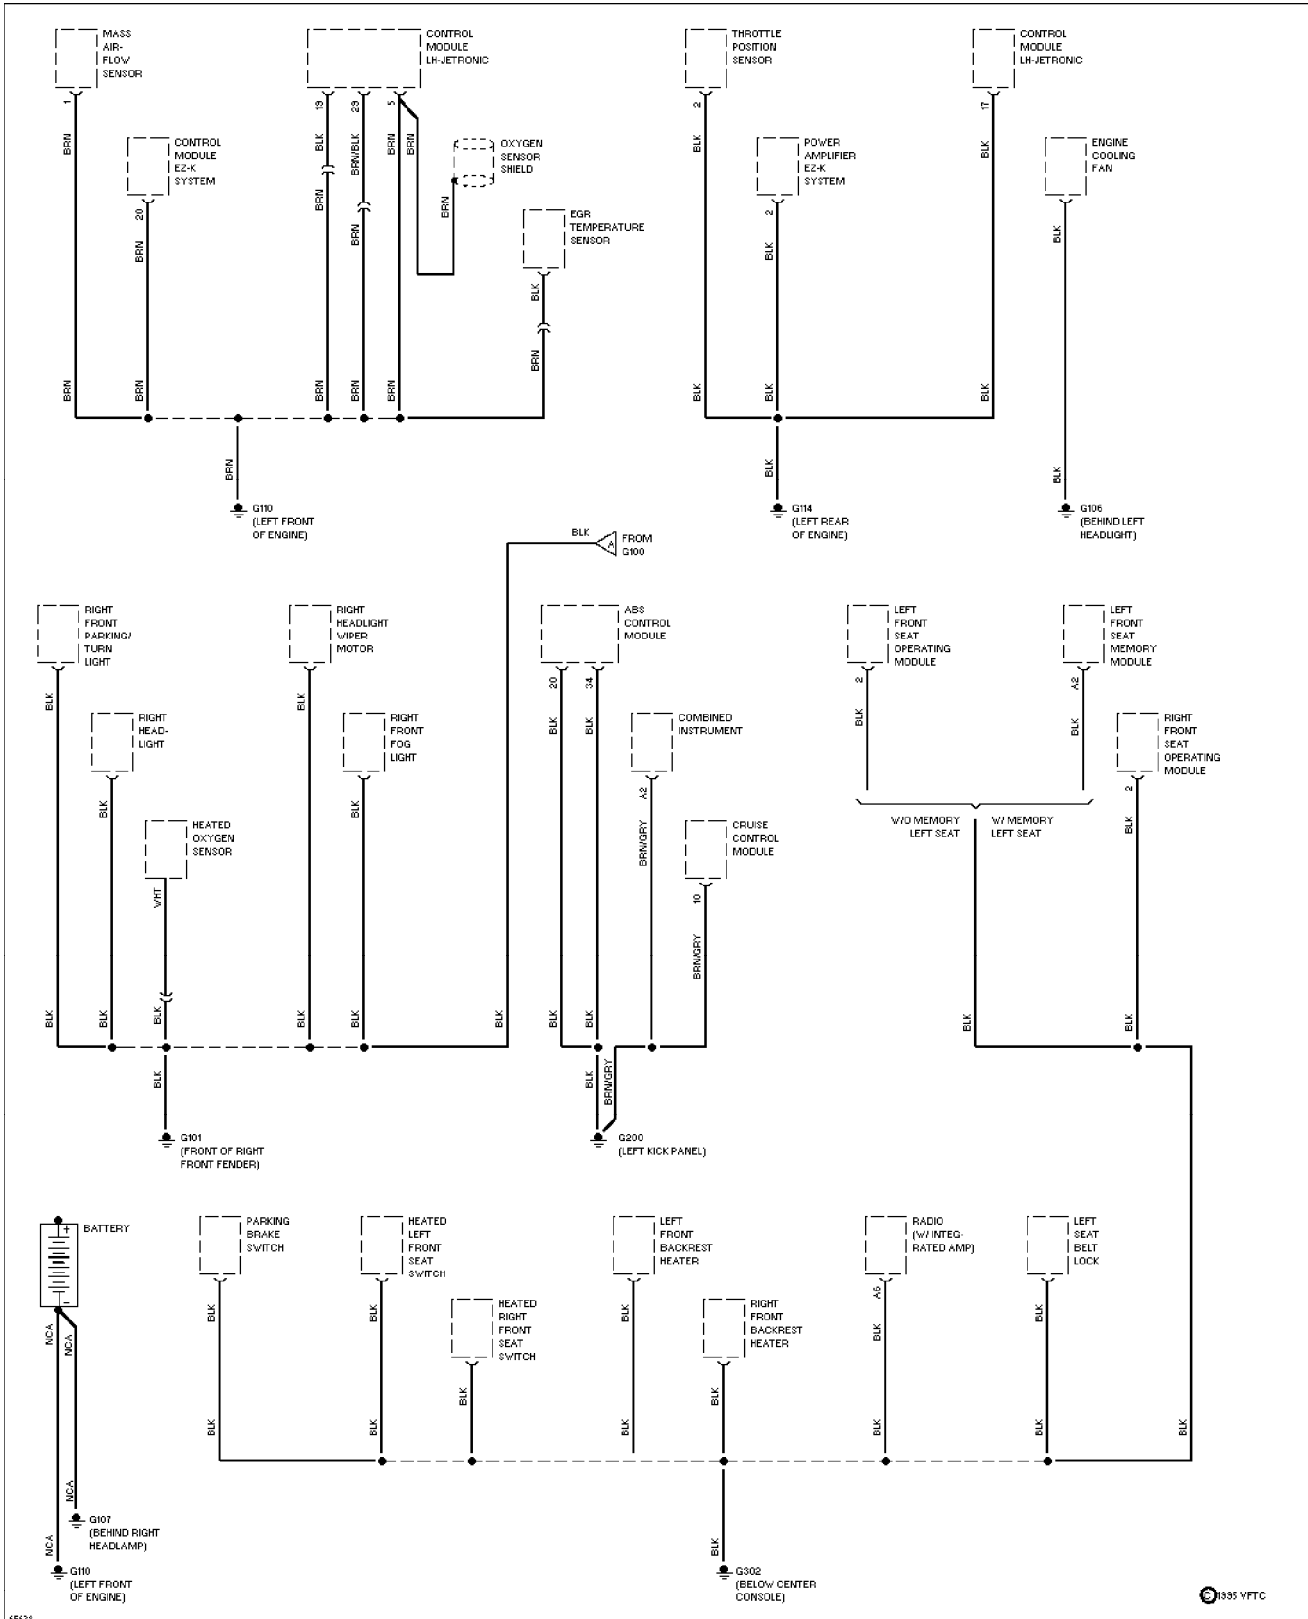 MASS
AIR-
FLOW
SENSOR
CONTROL
MODULE
LH-JETRONIC
THROTTLE
POSITION
SENSOR
CONTROL
MODULE
LH-JETRONIC
1
19
29
5
2
17
BRN
BLK
BRN/BLK
BRN
BRN
BLK
BLK
CONTROL
MODULE
EZ-K
SYSTEM
OXYGEN
SENSOR
SHIELD
POWER
AMPLIFIER
EZ-K
SYSTEM
ENGINE
COOLING
FAN
20
BRN
BRN
BRN
BRN
EGR
TEMPERATURE
SENSOR
2
BLK
BLK
BLK
BRN
BRN
BRN
BRN
BRN
BRN
BLK
BLK
BLK
BRN
BLK
BLK
G110
(LEFT FRONT
OF ENGINE)
G114
(LEFT REAR
OF ENGINE)
G106
(BEHIND LEFT
HEADLIGHT)
BLK
A
FROM
G100
RIGHT
FRONT
PARKING/
TURN
LIGHT
RIGHT
HEADLIGHT
WIPER
MOTOR
ABS
CONTROL
MODULE
LEFT
FRONT
SEAT
OPERATING
MODULE
LEFT
FRONT
SEAT
MEMORY
MODULE
BLK
BLK
20
34
2
A2
BLK
BLK
BLK
BLK
RIGHT
HEAD-
LIGHT
RIGHT
FRONT
FOG
LIGHT
COMBINED
INSTRUMENT
RIGHT
FRONT
SEAT
OPERATING
MODULE
BLK
BLK
A2
BRN/GRY
2
BLK
W/O MEMORY
LEFT SEAT
W/ MEMORY
LEFT SEAT
HEATED
OXYGEN
SENSOR
CRUISE
CONTROL
MODULE
WHT
10
BRN/GRY
BLK
BLK
BLK
BLK
BLK
BLK
BLK
BLK
BLK
BLK
BLK
BLK
BRN/GRY
G101
(FRONT OF RIGHT
FRONT FENDER)
G200
(LEFT KICK PANEL)
BATTERY
+
-
PARKING
BRAKE
SWITCH
HEATED
LEFT
FRONT
SEAT
SWITCH
LEFT
FRONT
BACKREST
HEATER
RADIO
(W/ INTEG-
RATED AMP)
LEFT
SEAT
BELT
LOCK
NCA
NCA
BLK
BLK
BLK
A6
BLK
BLK
HEATED
RIGHT
FRONT
SEAT
SWITCH
RIGHT
FRONT
BACKREST
HEATER
BLK
BLK
BLK
BLK
BLK
BLK
BLK
BLK
NCA
NCA
BLK
G107
(BEHIND RIGHT
HEADLAMP)
G110
(LEFT FRONT
OF ENGINE)
G302
(BELOW CENTER
CONSOLE)
© 1995 VFTC